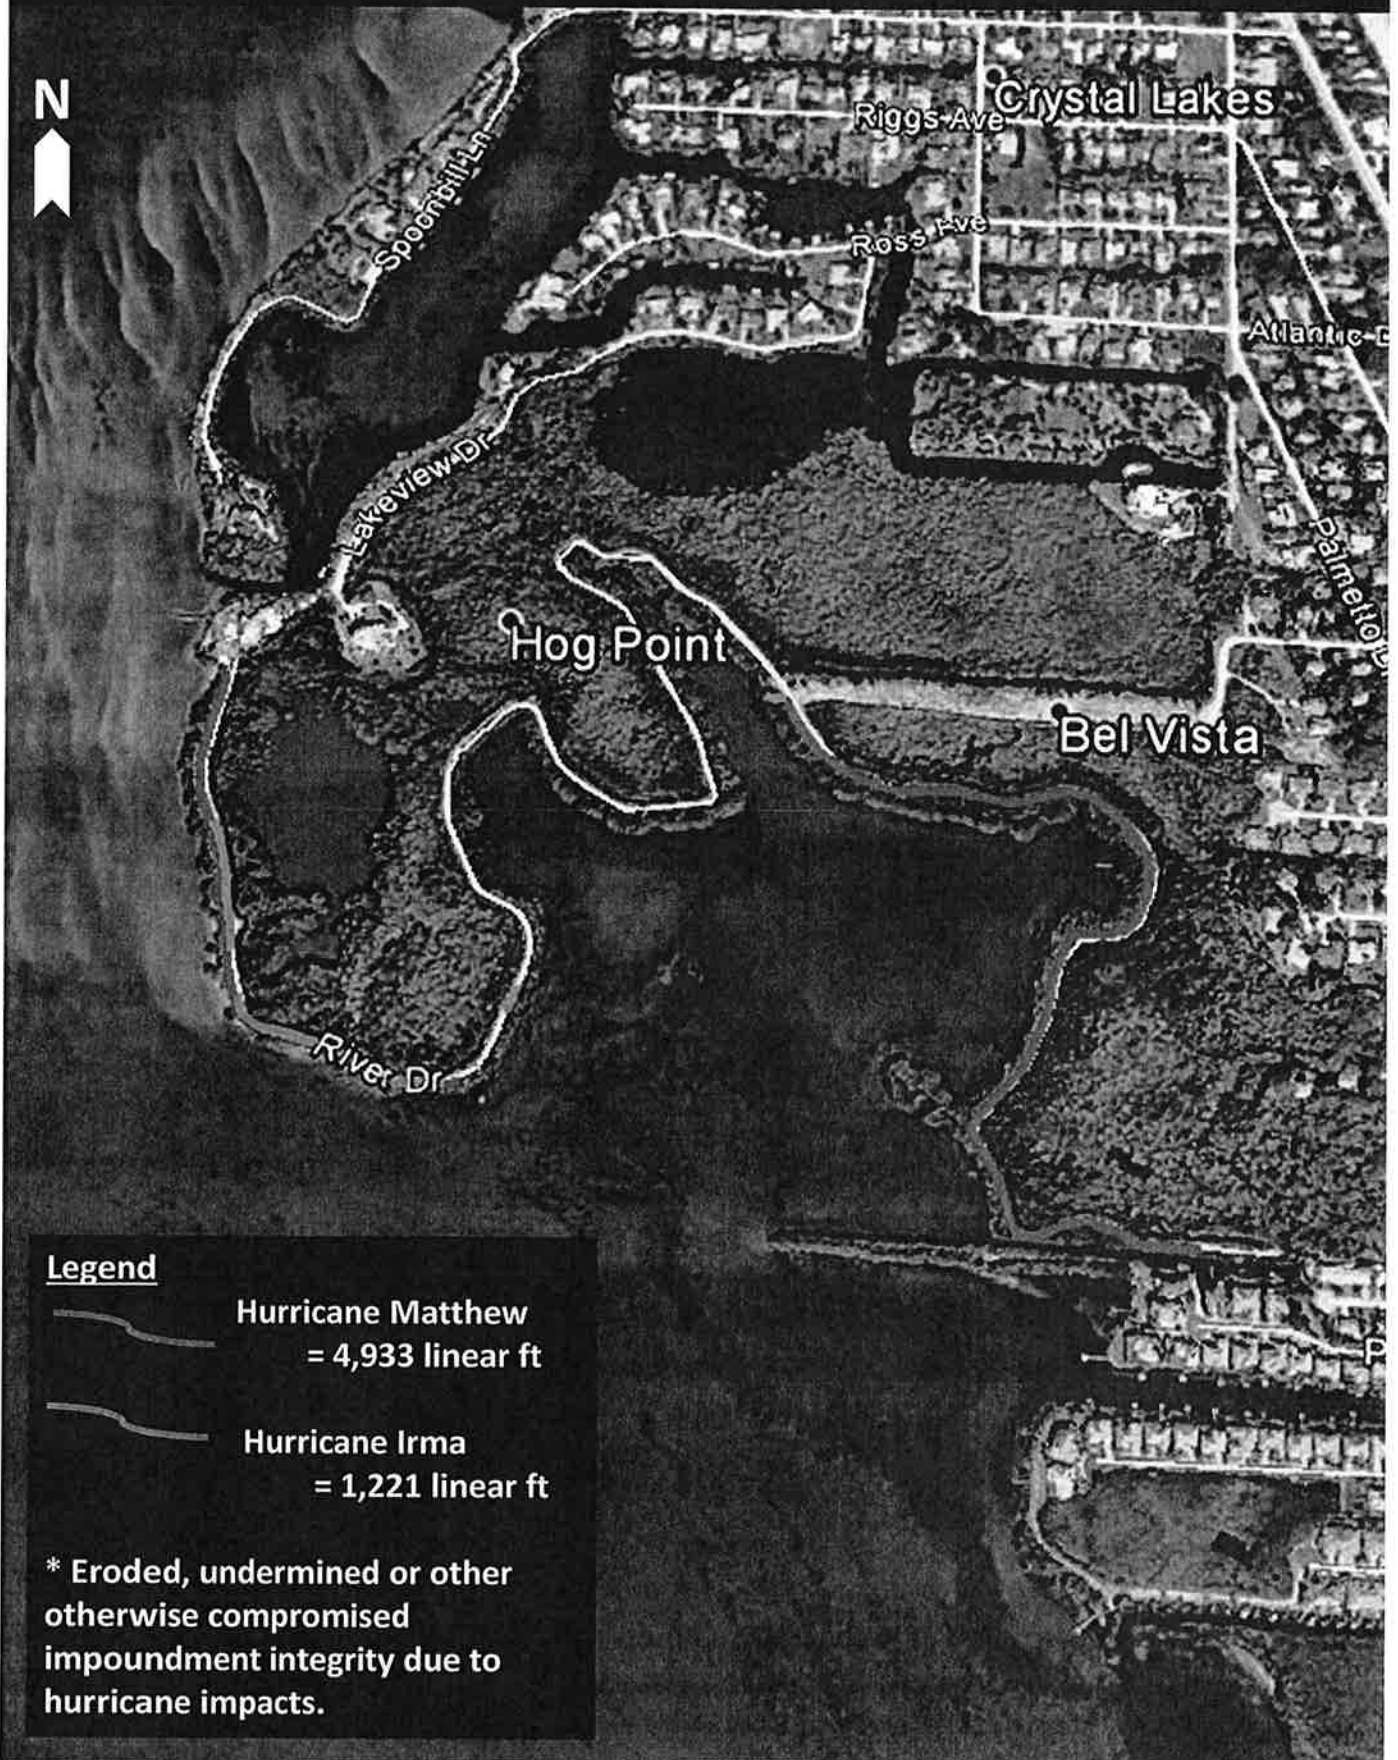 N
Crystal Lakes
Riggs Ave
Spoonbill Ln
Ross Ave
Atlantic
Lakeview Dr
Palmetto
Hog Point
Bel Vista
River Dr
Legend
Hurricane Matthew
= 4,933 linear ft
P
Hurricane Irma
= 1,221 linear ft
* Eroded, undermined or other
otherwise compromised
impoundment integrity due to
hurricane impacts.